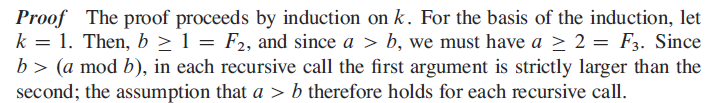 Proof The proof proceeds by induction on k. For the basis of the induction, let
k = 1. Then, b ≥ 1 = F₂, and since a > b, we must have a ≥ 2 = F₃. Since
b > (a mod b), in each recursive call the first argument is strictly larger than the
second; the assumption that a > b therefore holds for each recursive call.